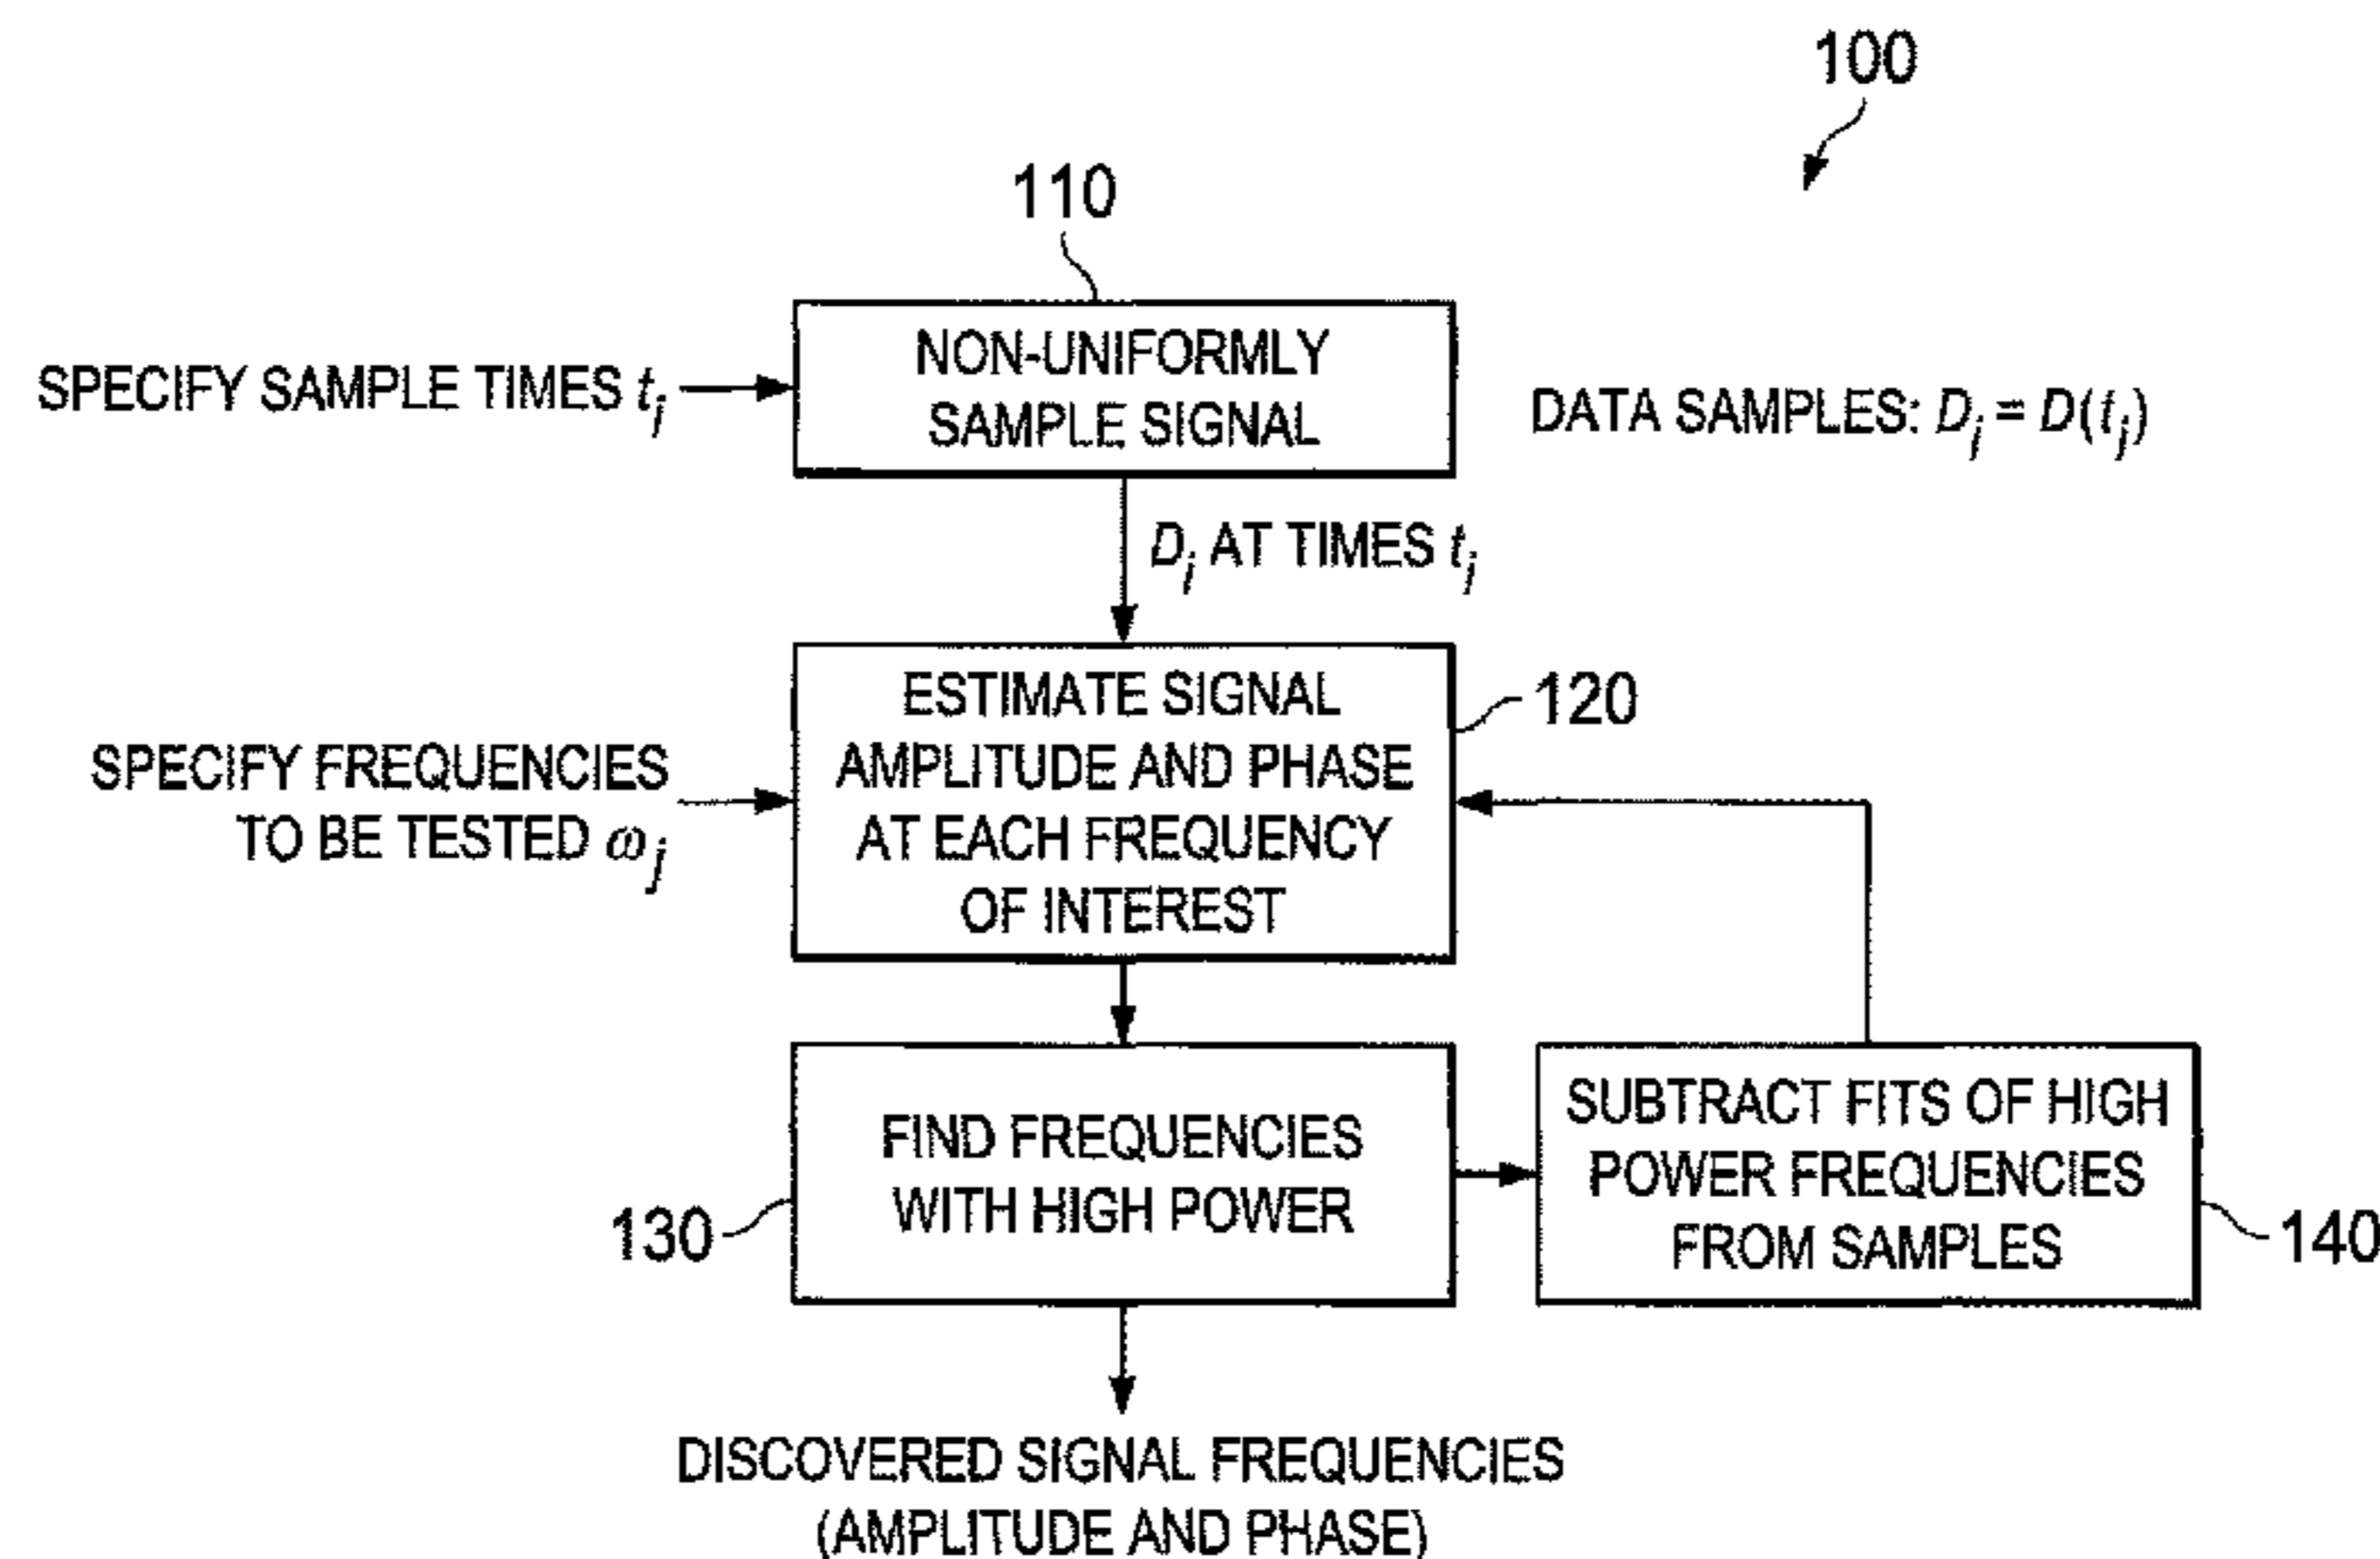 100
110
SPECIFY SAMPLE TIMES tj
NON-UNIFORMLY
SAMPLE SIGNAL
DATA SAMPLES: Dj = D(tj)
Dj AT TIMES tj
ESTIMATE SIGNAL
AMPLITUDE AND PHASE
AT EACH FREQUENCY
OF INTEREST
120
SPECIFY FREQUENCIES
TO BE TESTED ωj
FIND FREQUENCIES
WITH HIGH POWER
130
SUBTRACT FITS OF HIGH
POWER FREQUENCIES
FROM SAMPLES
140
DISCOVERED SIGNAL FREQUENCIES
(AMPLITUDE AND PHASE)